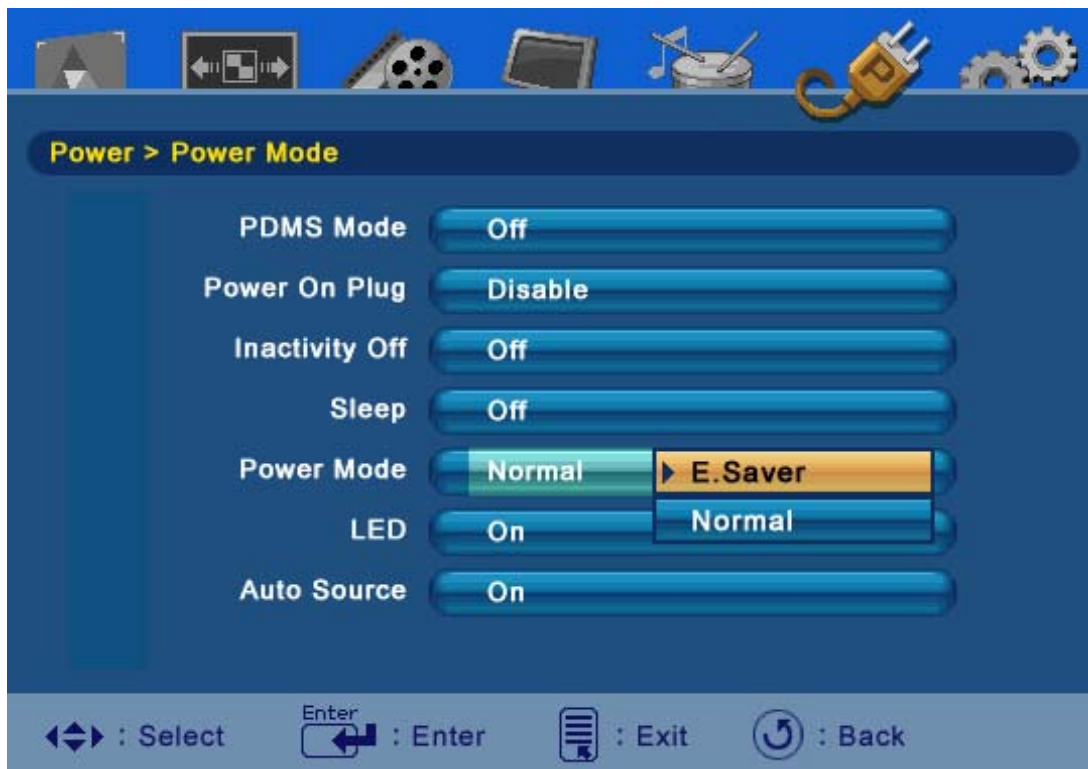 P
Power > Power Mode
PDMS Mode Off
Power On Plug Disable
Inactivity Off Off
Sleep Off
Power Mode Normal E.Saver
Normal
LED On
Auto Source On
Enter
: Select : Enter : Exit : Back